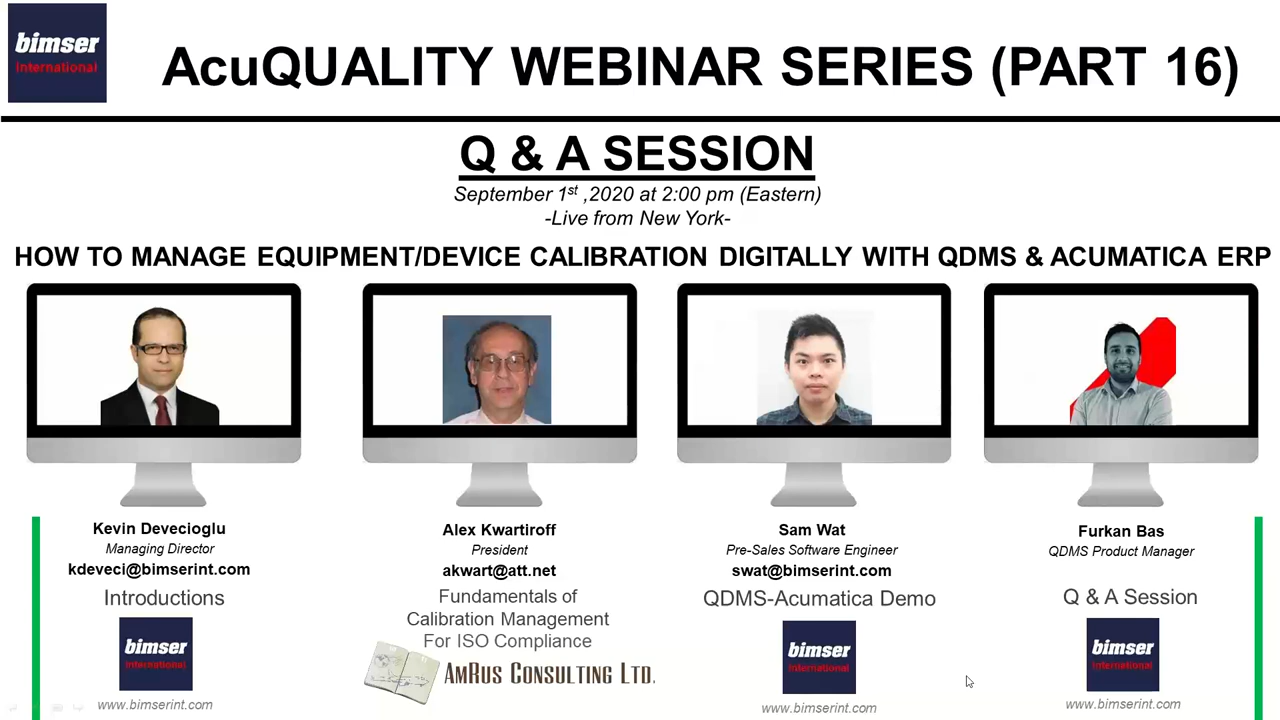 bimser
international
AcuQUALITY WEBINAR SERIES (PART 16)
Q & A SESSION
September 1st ,2020 at 2:00 pm (Eastern)
-Live from New York-
HOW TO MANAGE EQUIPMENT/DEVICE CALIBRATION DIGITALLY WITH QDMS & ACUMATICA ERP
Kevin Devecioglu
Managing Director
kdeveci@bimserint.com
Introductions
bimser
international
www.bimserint.com
Alex Kwartiroff
President
akwart@att.net
Fundamentals of
Calibration Management
For ISO Compliance
AMRUS CONSULTING LTD.
Sam Wat
Pre-Sales Software Engineer
swat@bimserint.com
QDMS-Acumatica Demo
bimser
international
www.bimserint.com
Furkan Bas
QDMS Product Manager
Q & A Session
bimser
international
www.bimserint.com